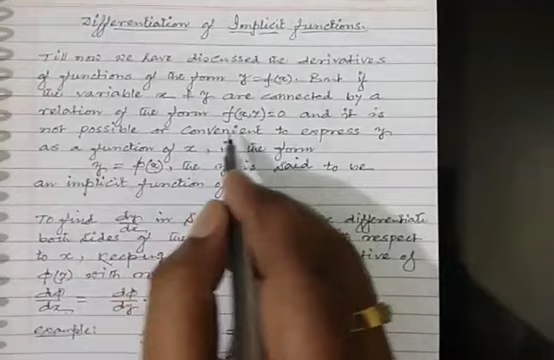 Differentiation of Implicit functions.
Till now we have discussed the derivatives
of functions of the form y = f(x). But if
the variable x & y are connected by a
relation of the form f(x,y)=0 and it is
not possible or convenient to express y
as a function of x, in the form
y = φ(x), the y is said to be
an implicit function of
To find dy/dx in differentiate
both sides of the respect
to x, keeping of
φ(y) with
dφ/dx = dφ/dy .
example: